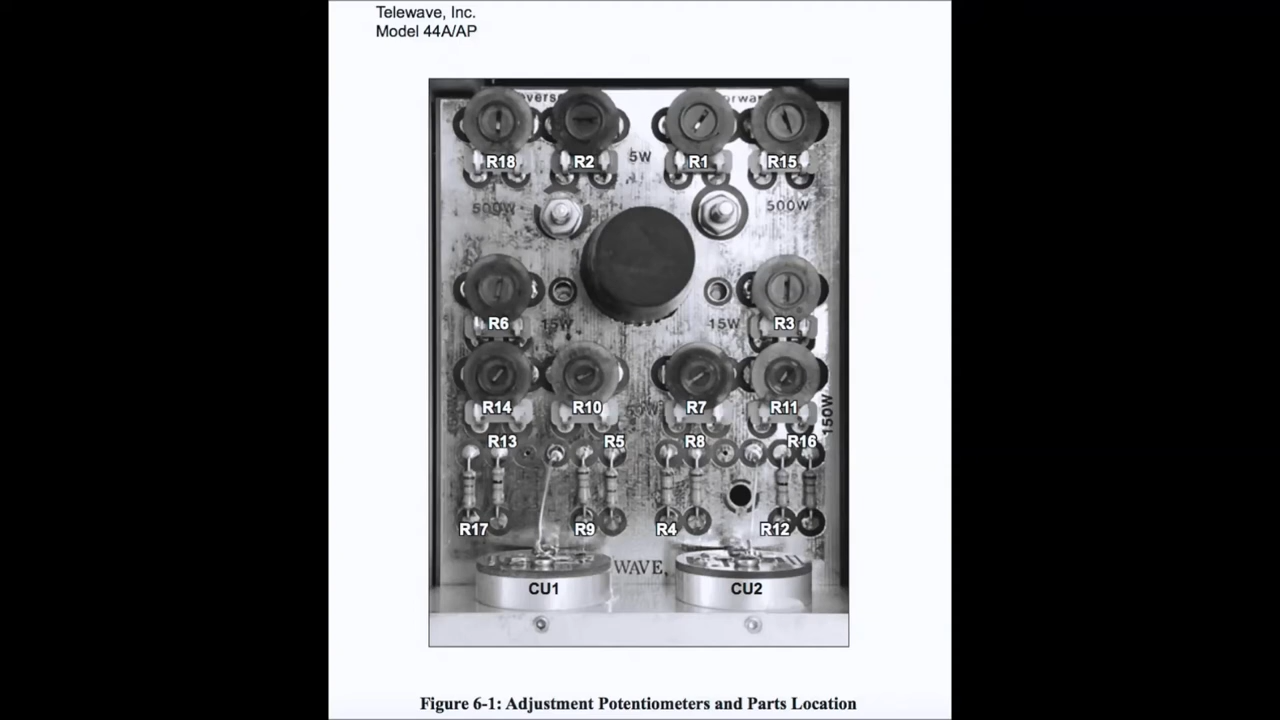 Telewave, Inc.
Model 44A/AP
R18 R2 5W R1 R15
500W 500W
R6 15W 15W R3
R14 R10 R7 R11
150W
R13 R5 R8 R16
R17 R9 R4 R12
WAVE
CU1 CU2
Figure 6-1: Adjustment Potentiometers and Parts Location